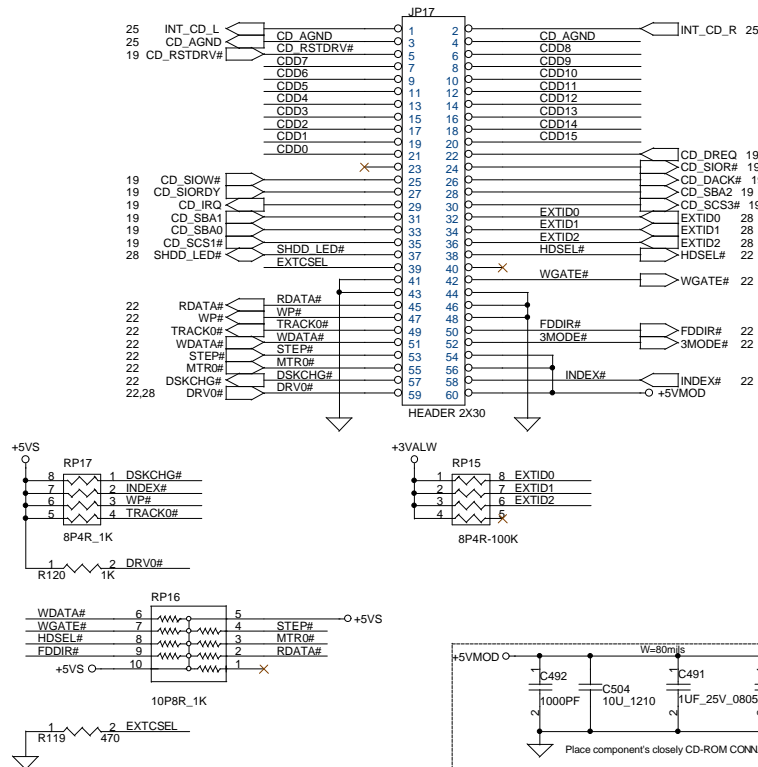 JP17
25 INT_CD_L 1 2 INT_CD_R 25
25 CD_AGND CD_AGND 3 4 CD_AGND
19 CD_RSTDRV# CD_RSTDRV# 5 6 CDD8
CDD7 7 8 CDD9
CDD6 9 10 CDD10
CDD5 11 12 CDD11
CDD4 13 14 CDD12
CDD3 15 16 CDD13
CDD2 17 18 CDD14
CDD1 19 20 CDD15
CDD0 21 22 CD_DREQ 19
23 24 CD_SIOR# 19
19 CD_SIOW# 25 26 CD_DACK#
19 CD_SIORDY 27 28 CD_SBA2 19
19 CD_IRQ 29 30 CD_SCS3# 19
19 CD_SBA1 31 32 EXTID0 EXTID0 28
19 CD_SBA0 33 34 EXTID1 EXTID1 28
19 CD_SCS1# 35 36 EXTID2 EXTID2 28
28 SHDD_LED# SHDD_LED# 37 38 HDSEL# HDSEL# 22
EXTCSEL 39 40
41 42 WGATE# WGATE# 22
43 44
22 RDATA# RDATA# 45 46
22 WP# WP# 47 48
22 TRACK0# TRACK0# 49 50 FDDIR# FDDIR# 22
22 WDATA# WDATA# 51 52 3MODE# 3MODE# 22
22 STEP# STEP# 53 54
22 MTR0# MTR0# 55 56
22 DSKCHG# DSKCHG# 57 58 INDEX# INDEX# 22
22,28 DRV0# DRV0# 59 60 +5VMOD
HEADER 2X30
+5VS
RP17
8 1 DSKCHG#
7 2 INDEX#
6 3 WP#
5 4 TRACK0#
8P4R_1K
1 2 DRV0#
R120 1K
+3VALW
RP15
1 8 EXTID0
2 7 EXTID1
3 6 EXTID2
4 5
8P4R-100K
RP16
WDATA# 6 5 +5VS
WGATE# 7 4 STEP#
HDSEL# 8 3 MTR0#
FDDIR# 9 2 RDATA#
+5VS 10 1
10P8R_1K
1 2 EXTCSEL
R119 470
+5VMOD W=80mils
1 C492 2 1000PF
C504 10U_1210
1 C491 2 1UF_25V_0805
Place component's closely CD-ROM CONN.